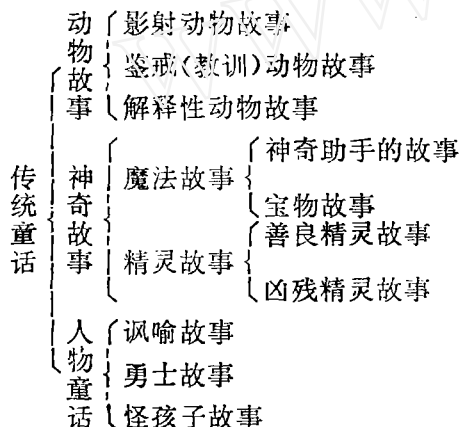 传统童话
动物故事
影射动物故事
鉴戒(教训)动物故事
解释性动物故事
神奇故事
魔法故事
神奇助手的故事
宝物故事
精灵故事
善良精灵故事
凶残精灵故事
人物童话
讽喻故事
勇士故事
怪孩子故事